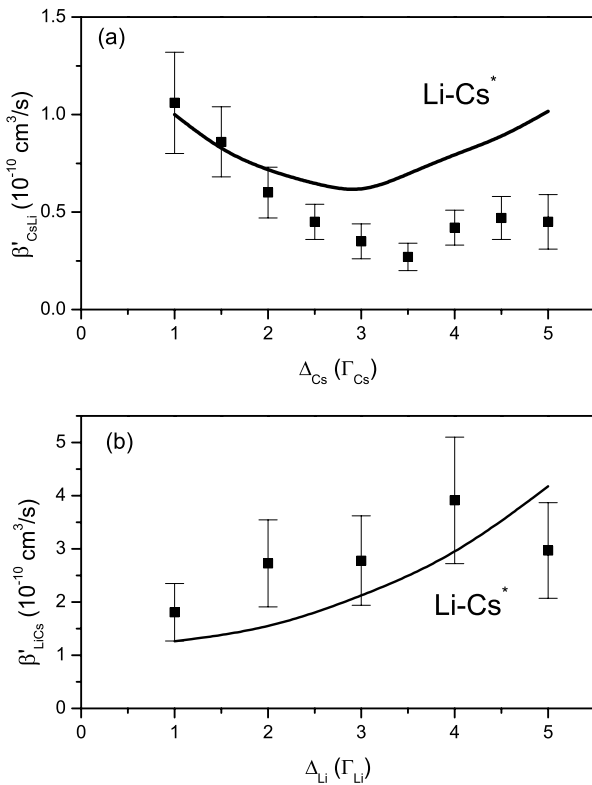 (a)
Li-Cs*
1.5
1.0
0.5
0.0
β'CsLi (10⁻¹⁰ cm³/s)
0 1 2 3 4 5
ΔCs (ΓCs)
(b)
Li-Cs*
5
4
3
2
1
0
β'LiCs (10⁻¹⁰ cm³/s)
0 1 2 3 4 5
ΔLi (ΓLi)